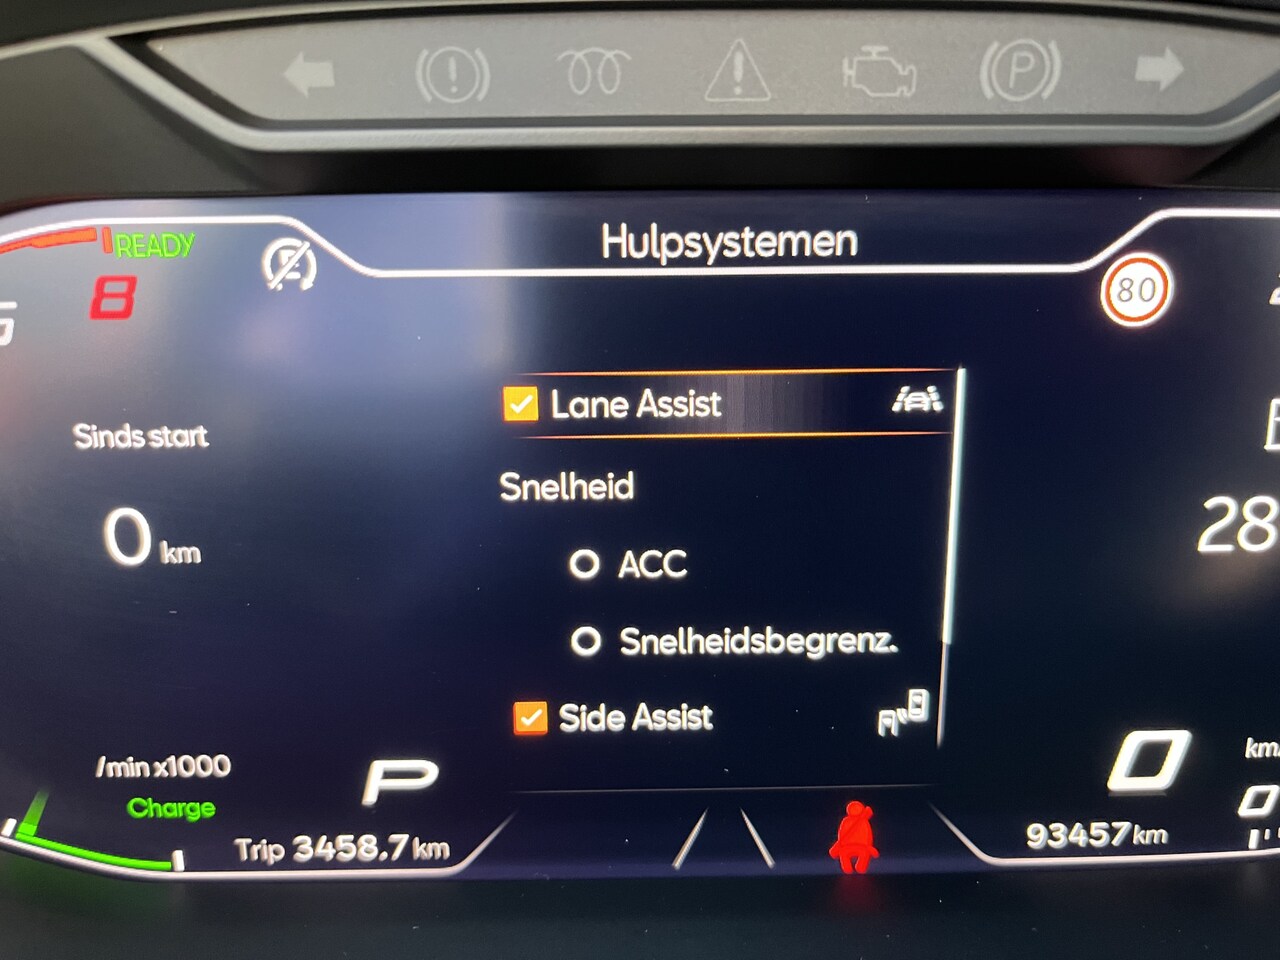 READY
8
Hulpsystemen
80
Lane Assist
Sinds start
0 km
Snelheid
ACC
Snelheidsbegrenz.
28
Side Assist
/min x1000
Charge
P
0
km
0
Trip 3458.7 km
93457 km